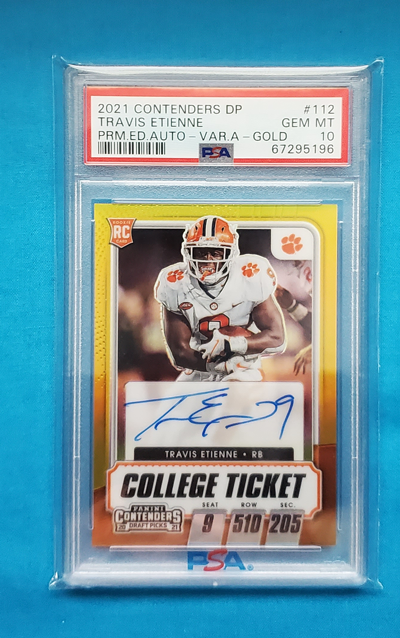 2021 CONTENDERS DP #112
TRAVIS ETIENNE GEM MT
PRM.ED.AUTO - VAR.A - GOLD 10
PSA 67295196
ROOKIE
RC
CARD
9
TRAVIS ETIENNE • RB
COLLEGE TICKET
SEAT ROW SEC.
9 510 205
PANINI
CONTENDERS
20 DRAFT PICKS 21
PSA